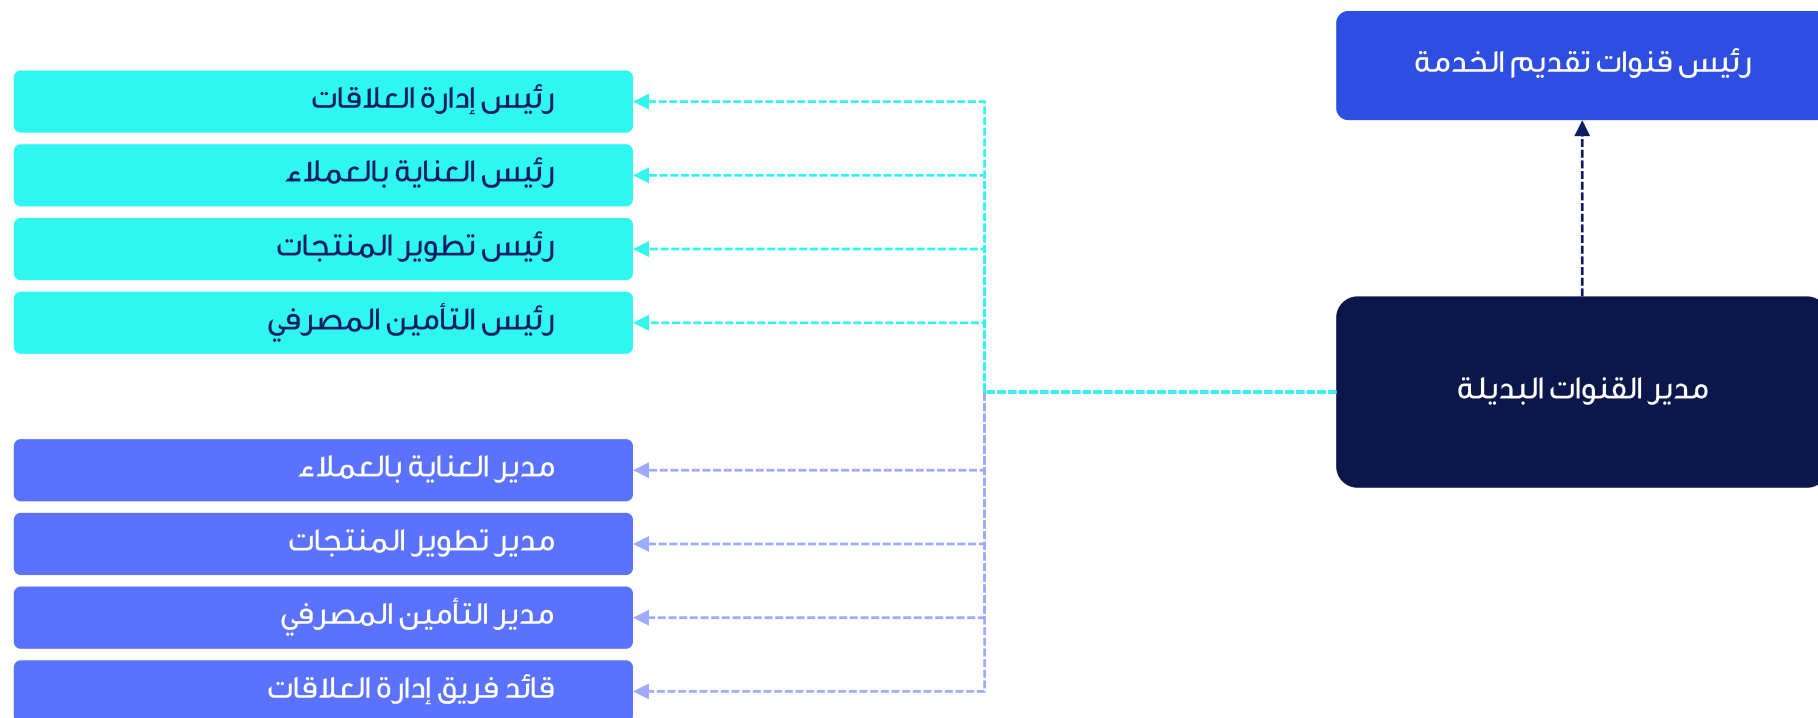 رئيس قنوات تقديم الخدمة
مدير القنوات البديلة
رئيس إدارة العلاقات
رئيس العناية بالعملاء
رئيس تطوير المنتجات
رئيس التأمين المصرفي
مدير العناية بالعملاء
مدير تطوير المنتجات
مدير التأمين المصرفي
قائد فريق إدارة العلاقات